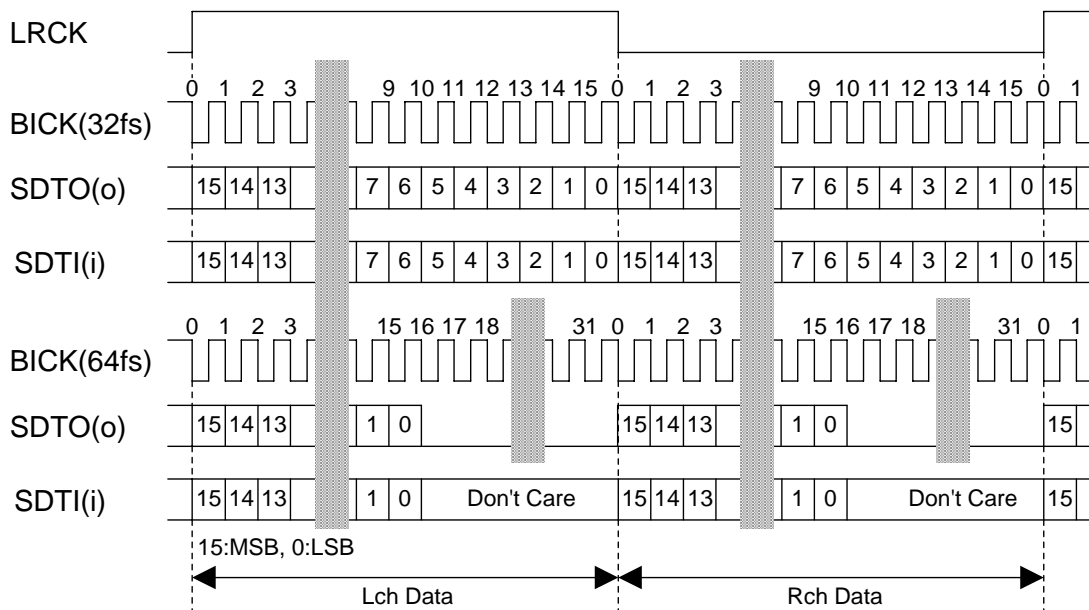 LRCK
0 1 2 3 9 10 11 12 13 14 15 0 1 2 3 9 10 11 12 13 14 15 0 1
BICK(32fs)
SDTO(o) 15 14 13 7 6 5 4 3 2 1 0 15 14 13 7 6 5 4 3 2 1 0 15
SDTI(i) 15 14 13 7 6 5 4 3 2 1 0 15 14 13 7 6 5 4 3 2 1 0 15
0 1 2 3 15 16 17 18 31 0 1 2 3 15 16 17 18 31 0 1
BICK(64fs)
SDTO(o) 15 14 13 1 0 15 14 13 1 0 15
SDTI(i) 15 14 13 1 0 Don't Care 15 14 13 1 0 Don't Care 15
15:MSB, 0:LSB
Lch Data Rch Data